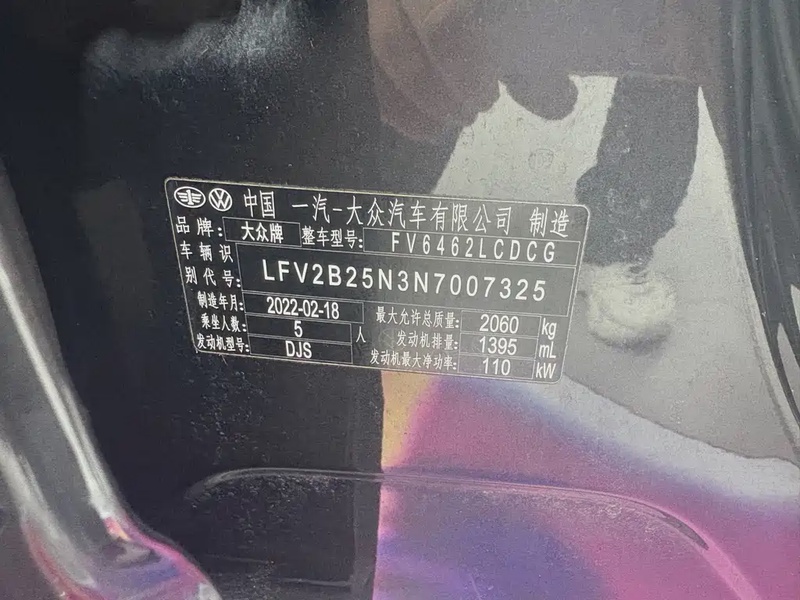 中国 一汽-大众汽车有限公司 制造
品牌: 大众牌 整车型号: FV6462LCDCG
车辆识别代号: LFV2B25N3N7007325
制造年月: 2022-02-18 最大允许总质量: 2060 kg
乘坐人数: 5 人 发动机排量: 1395 mL
发动机型号: DJS 发动机最大净功率: 110 kW